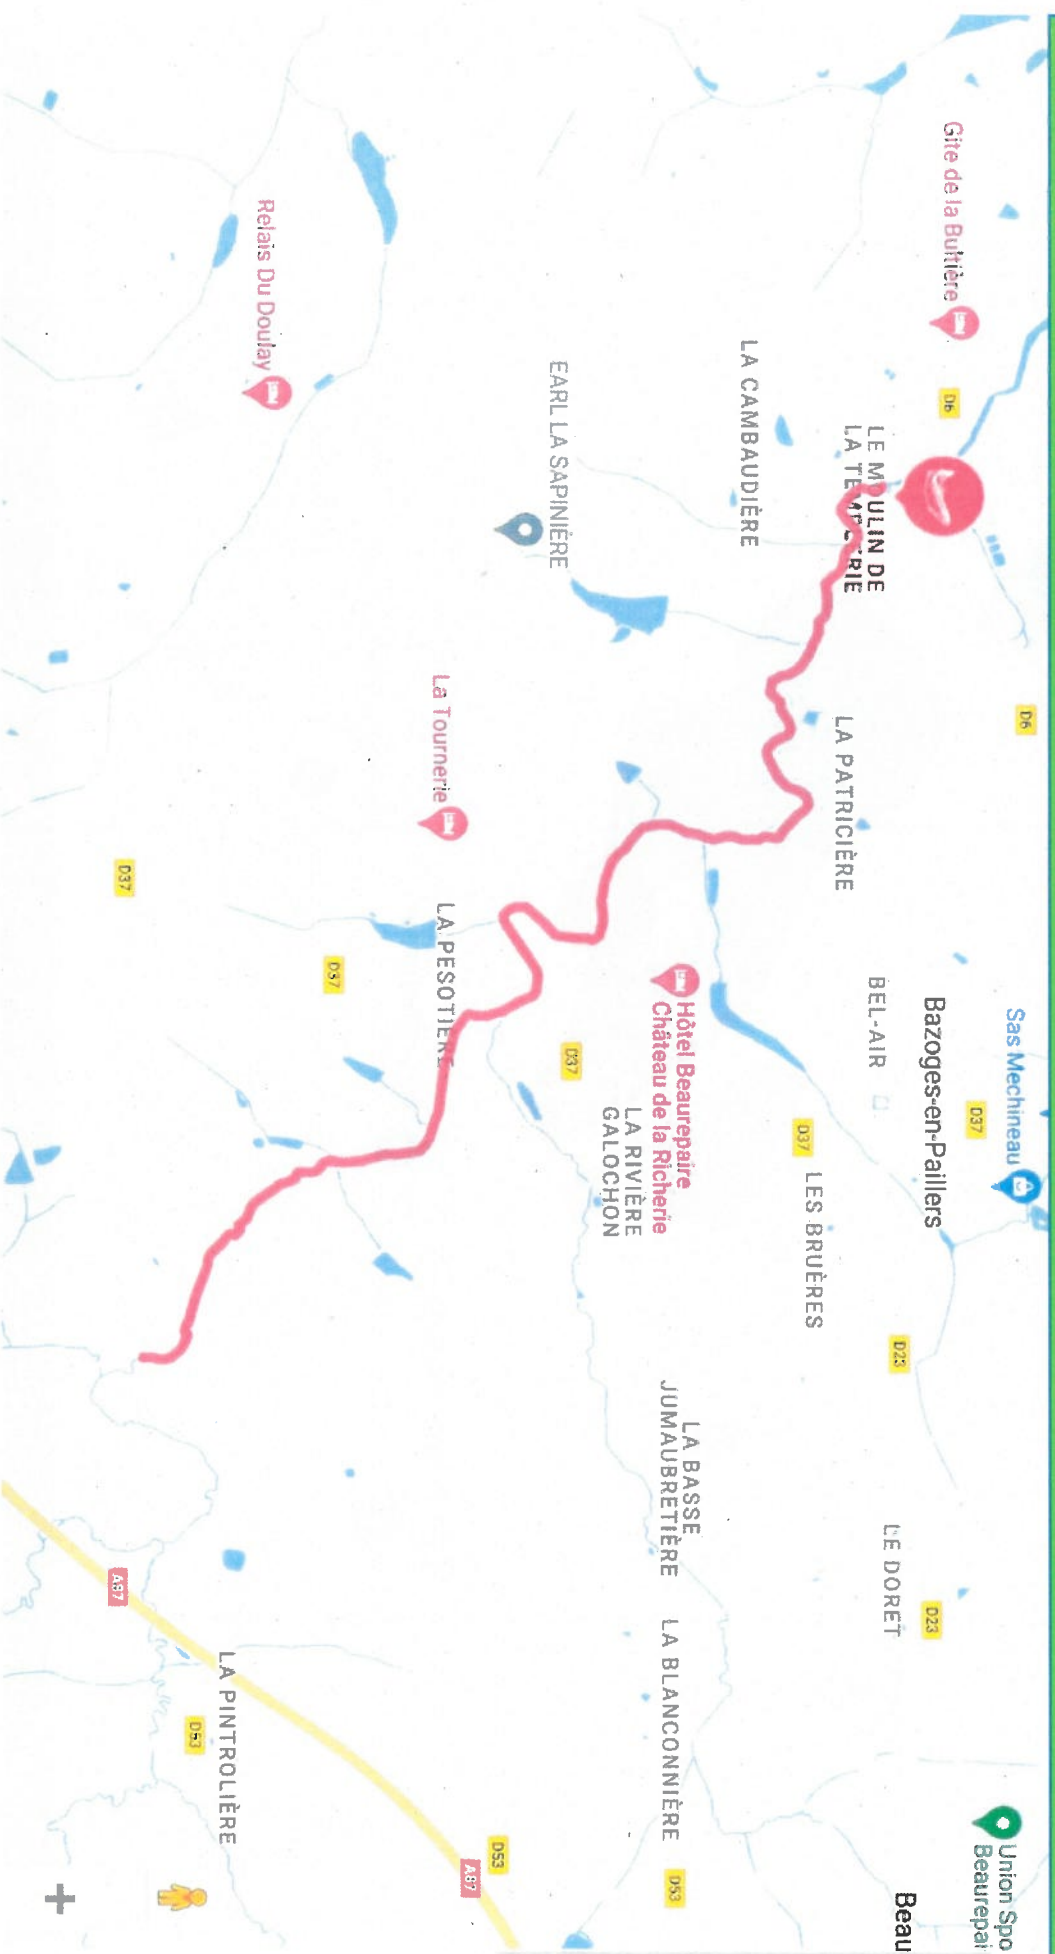 Union Spo
Beaurepai
Sas Mechineau
D6
D37
Gîte de la Bultière
Bazoges-en-Paillers
D6
D23
Beau
D23
LE DORET
BEL-AIR
LE MOULIN DE
LA TEMPLERIE
LA PATRICIÈRE
D37
LES BRUÈRES
LA CAMBAUDIÈRE
Hôtel Beaurepaire
Château de la Richerie
LA BASSE
JUMAUBRETIÈRE
LA BLANCONNIÈRE
D53
LA RIVIÈRE
GALOCHON
D37
EARL LA SAPINIÈRE
D53
A87
La Tournerie
LA PESOTIÈRE
D37
Relais Du Doulay
LA PINTROLIÈRE
D53
D37
A87